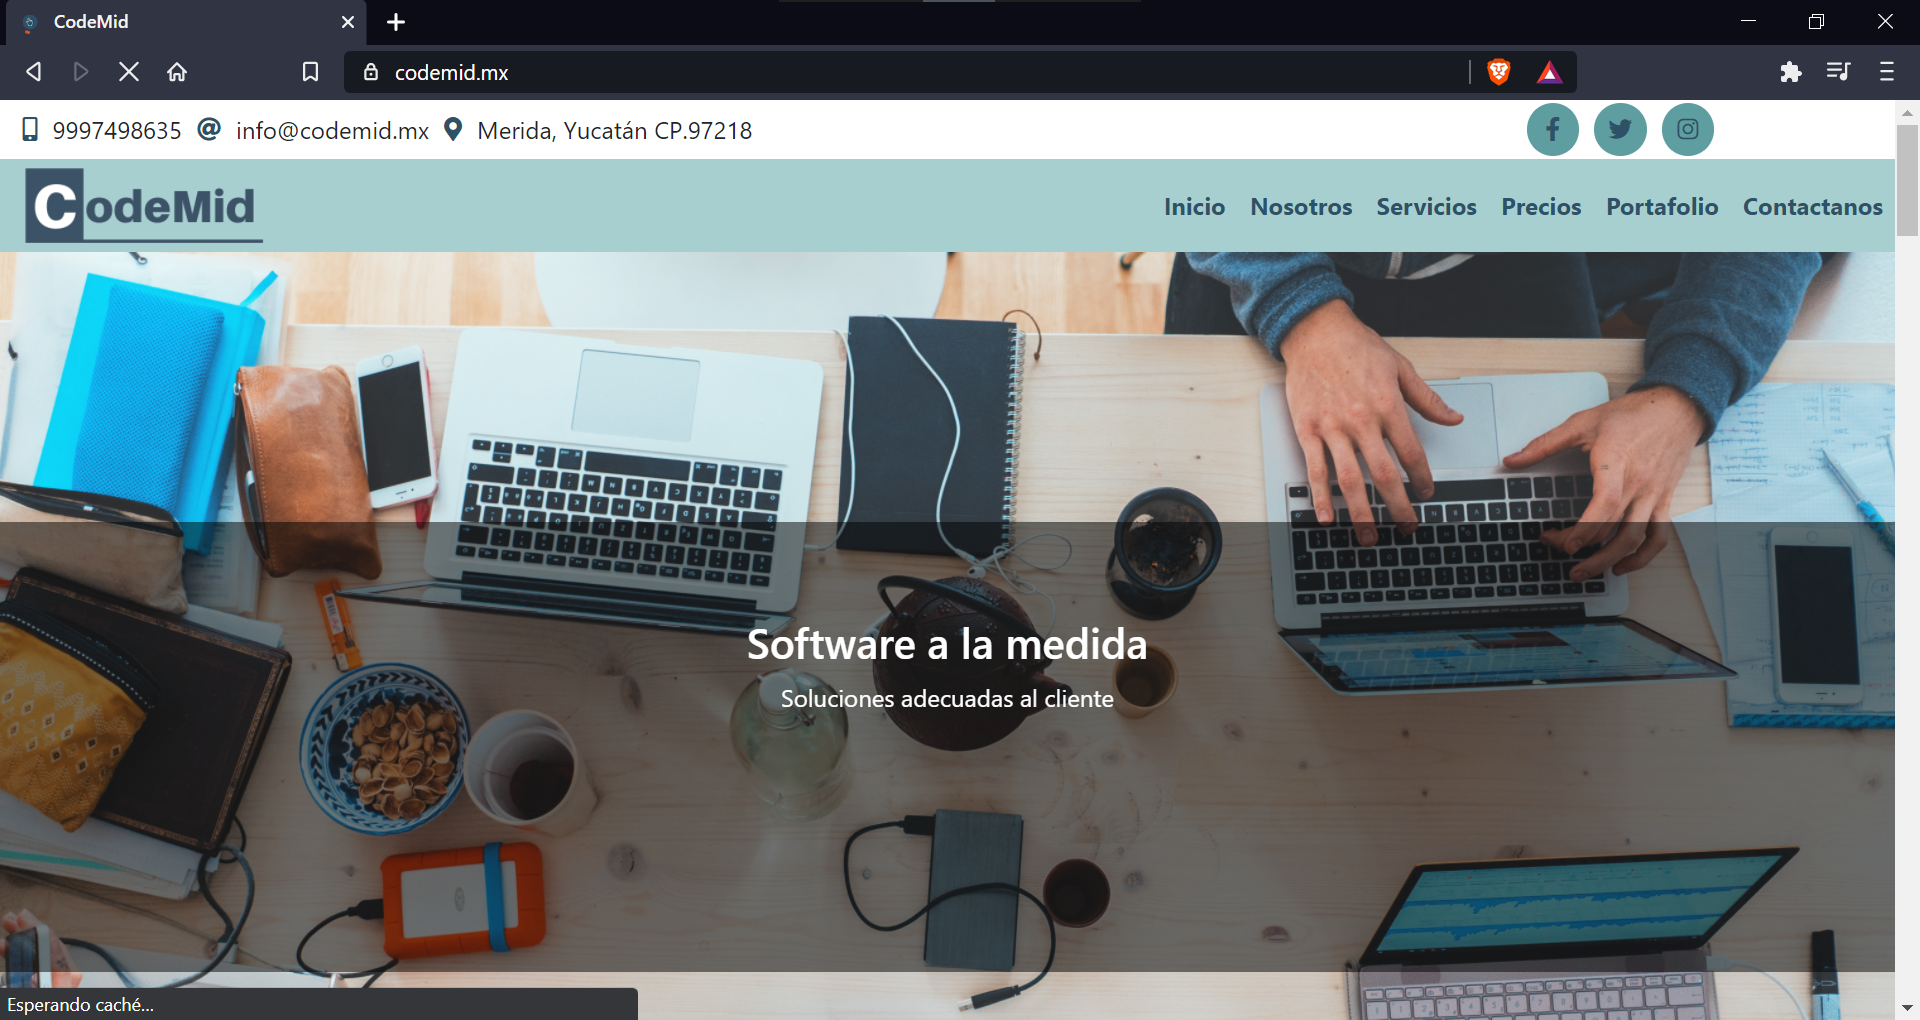 CodeMid
codemid.mx
9997498635 info@codemid.mx Merida, Yucatán CP.97218
CodeMid
Inicio Nosotros Servicios Precios Portafolio Contactanos
Software a la medida
Soluciones adecuadas al cliente
Esperando caché...